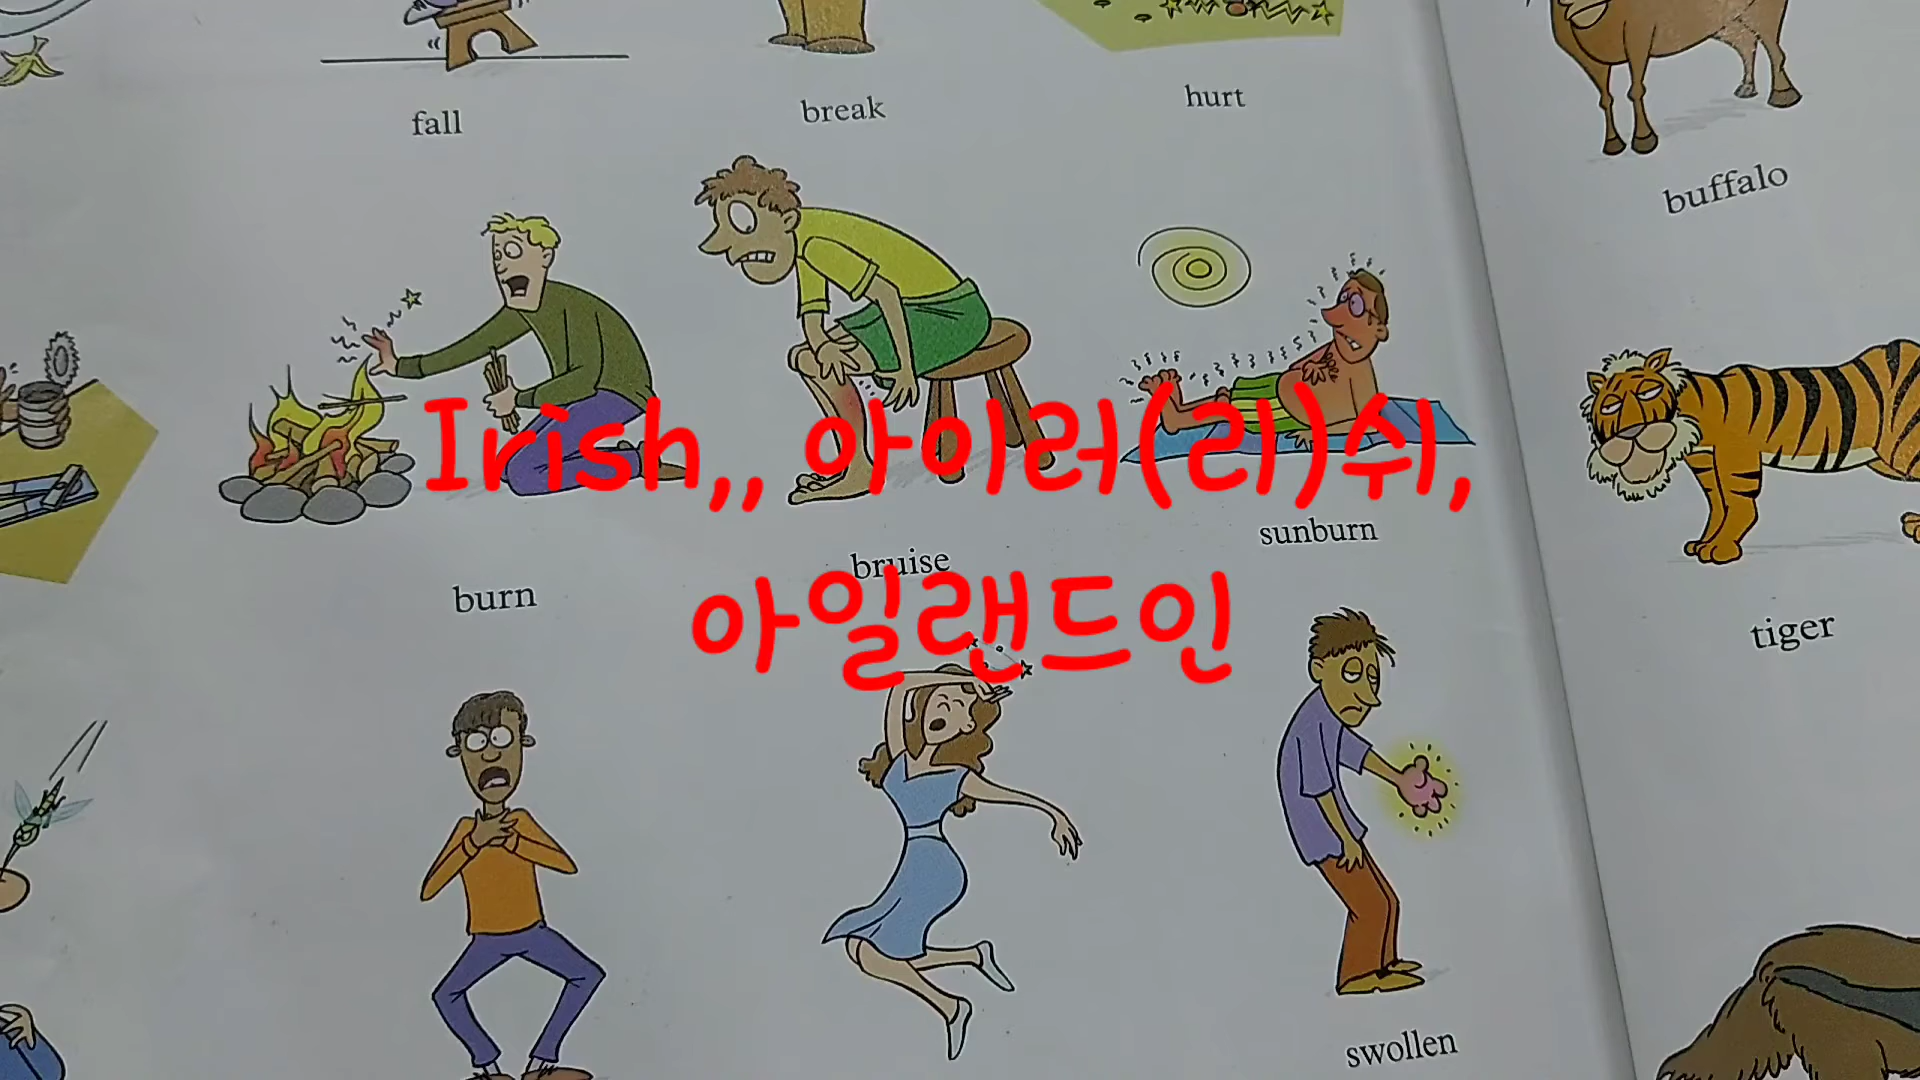 fall
break
hurt
buffalo
Irish,, 아이러(리)쉬,
sunburn
bruise
burn
아일랜드인
tiger
swollen